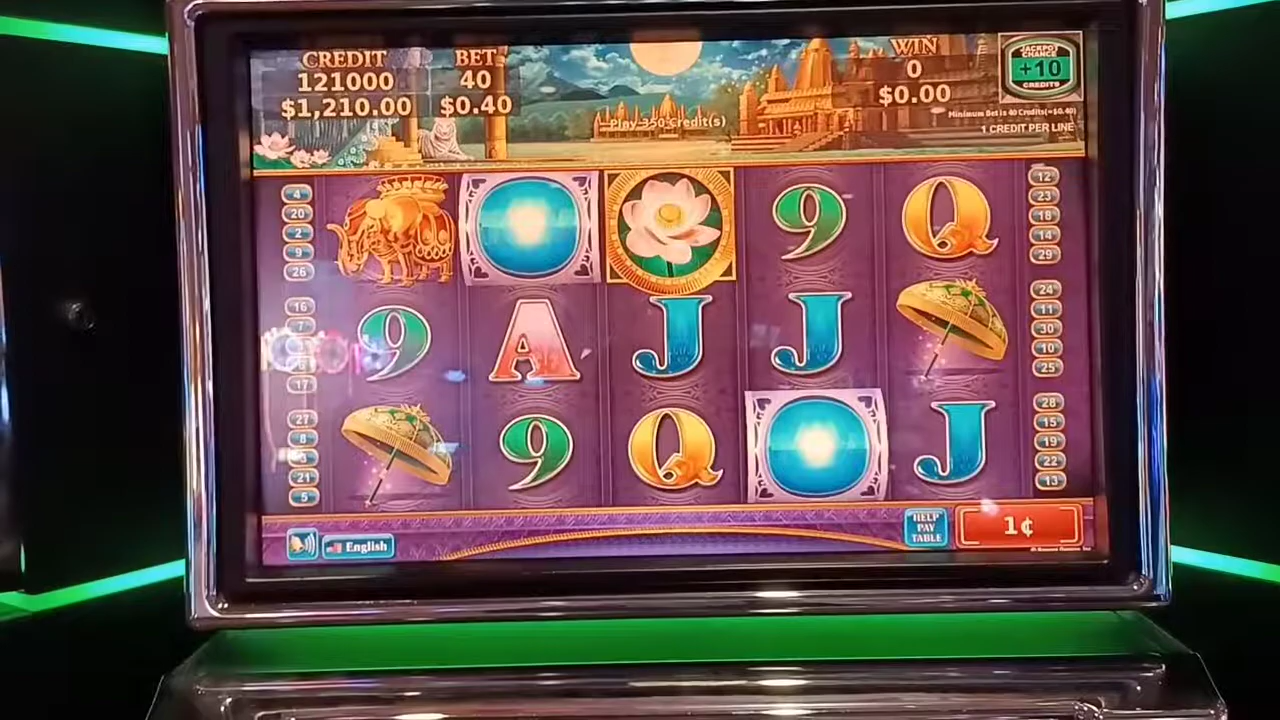 CREDIT
121000
$1,210.00
BET
40
$0.40
Play 350 Credit(s)
WIN
0
$0.00
JACKPOT
CHANCE
+10
CREDITS
Minimum Bet is 40 Credits(=$0.40)
1 CREDIT PER LINE
4
20
2
9
26
16
7
17
27
8
21
5
9
Q
9
A
J
J
9
Q
J
12
23
18
14
29
24
11
30
10
25
28
15
19
22
13
English
HELP
PAY
TABLE
1¢